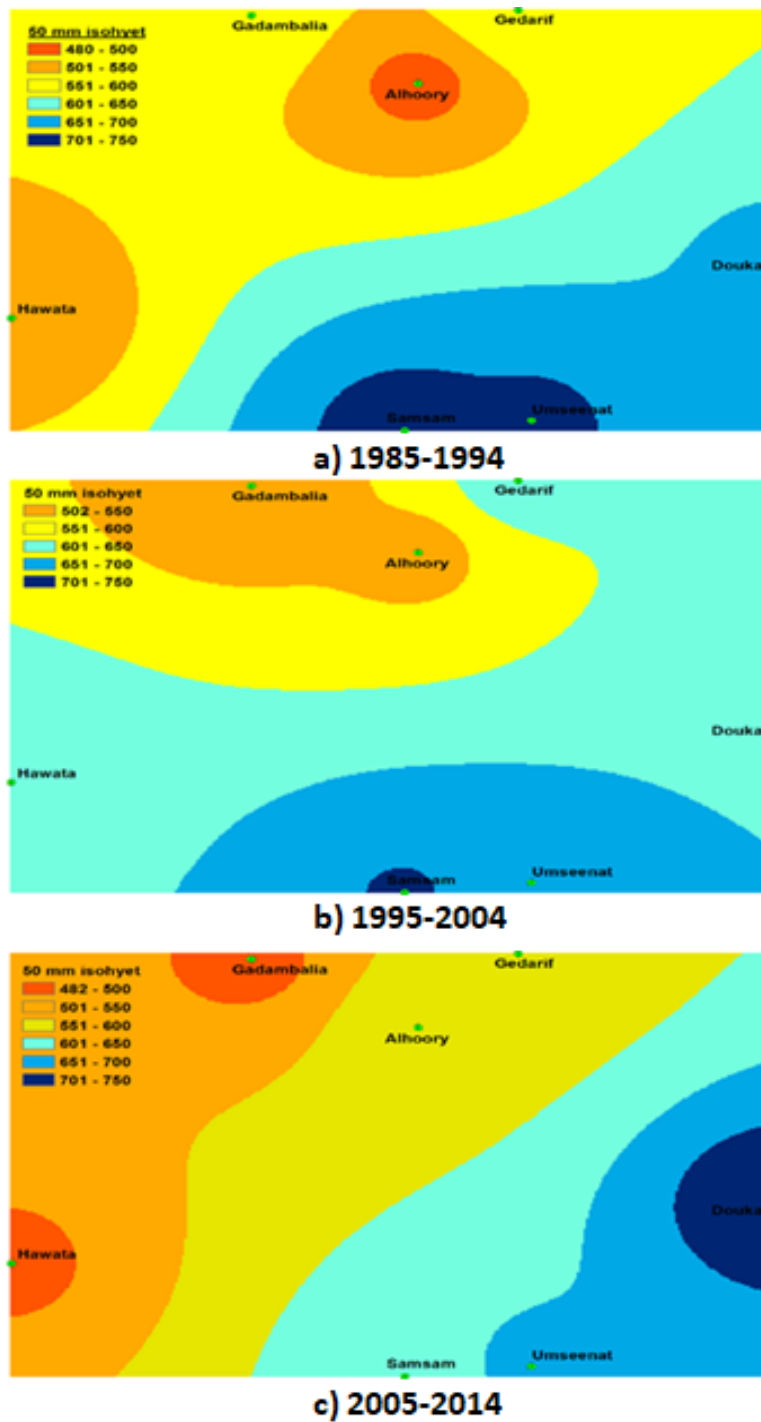 Gadambalia
Gedarif
50 mm isohyet
480 - 500
501 - 550
551 - 600
601 - 650
651 - 700
701 - 750
Alhoory
Douka
Hawata
Samsam
Umseenat
a) 1985-1994
50 mm isohyet
502 - 550
551 - 600
601 - 650
651 - 700
701 - 750
Gadambalia
Gedarif
Alhoory
Douka
Hawata
Samsam
Umseenat
b) 1995-2004
50 mm isohyet
482 - 500
501 - 550
551 - 600
601 - 650
651 - 700
701 - 750
Gadambalia
Gedarif
Alhoory
Douka
Hawata
Samsam
Umseenat
c) 2005-2014